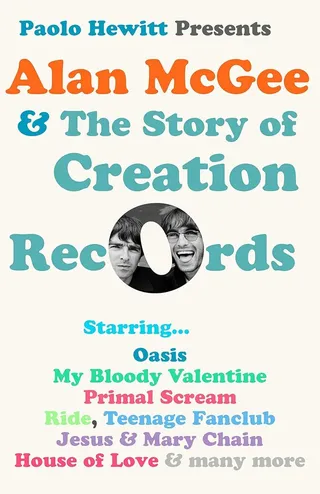 Paolo Hewitt Presents
Alan McGee
& The Story of
Creation
Records
Starring...
Oasis
My Bloody Valentine
Primal Scream
Ride, Teenage Fanclub
Jesus & Mary Chain
House of Love & many more